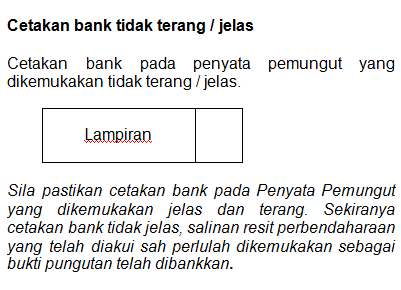 Cetakan bank tidak terang / jelas
Cetakan bank pada penyata pemungut yang
dikemukakan tidak terang / jelas.
Lampiran
Sila pastikan cetakan bank pada Penyata Pemungut
yang dikemukakan jelas dan terang. Sekiranya
cetakan bank tidak jelas, salinan resit perbendaharaan
yang telah diakui sah perlulah dikemukakan sebagai
bukti pungutan telah dibankkan.